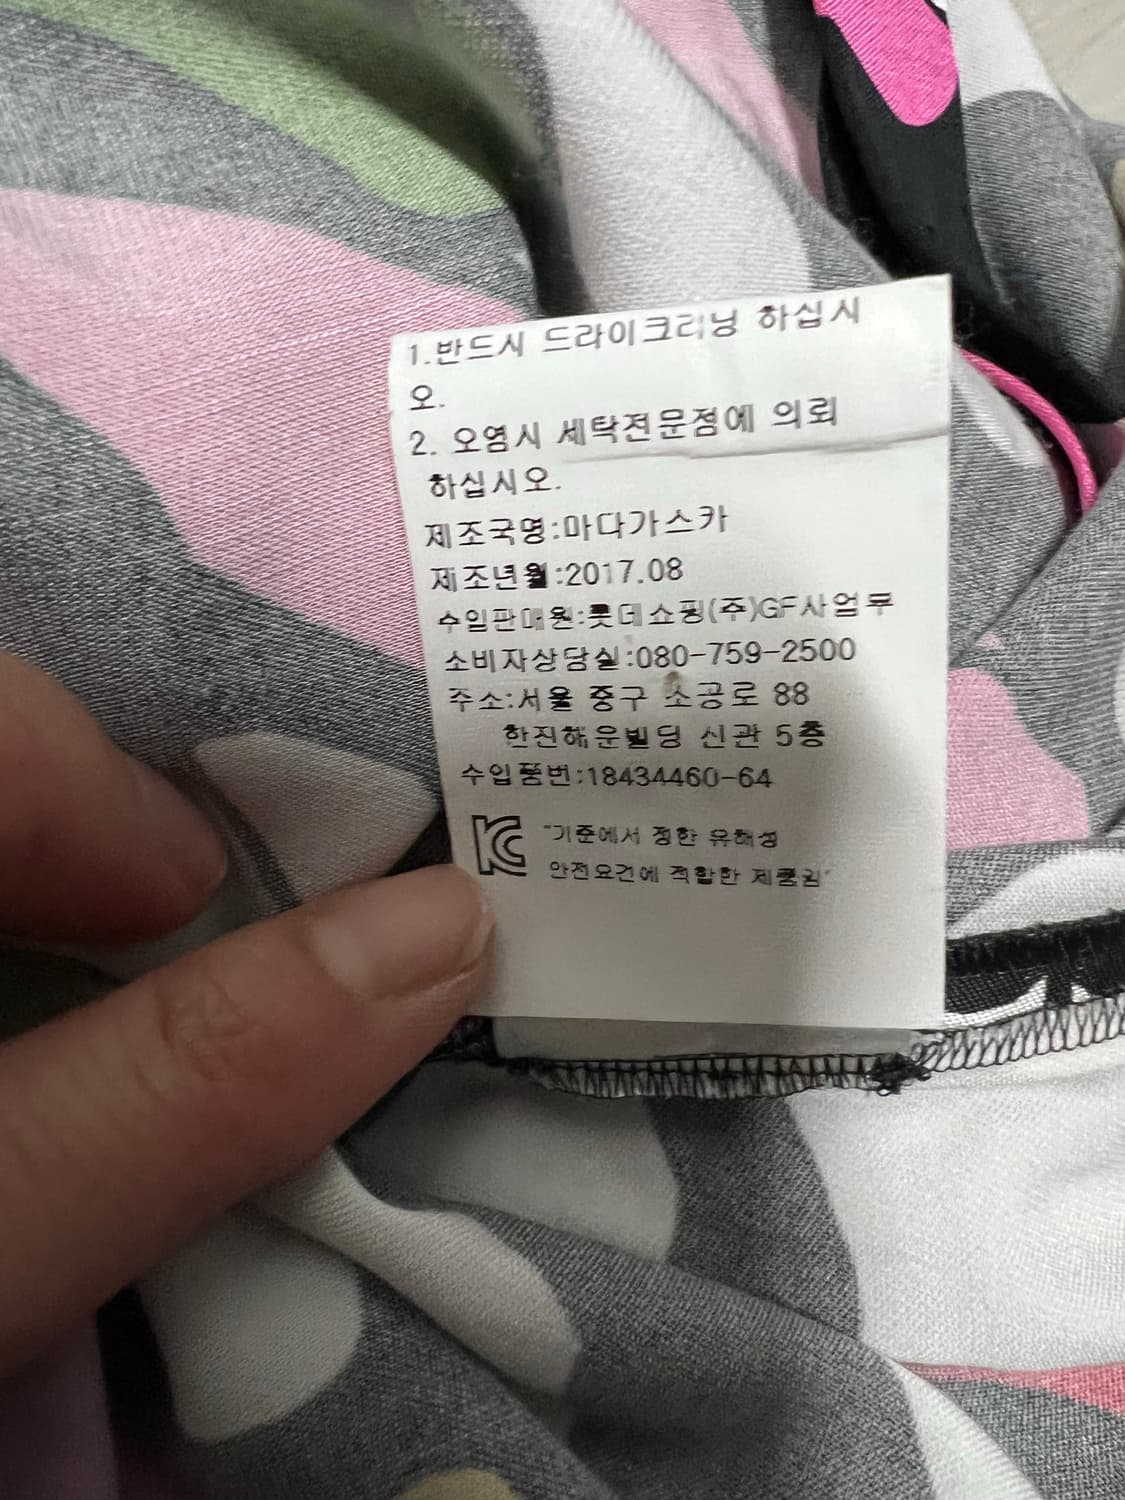 1.반드시 드라이크리닝 하십시
오.
2. 오염시 세탁전문점에 의뢰
하십시오.
제조국명:마다가스카
제조년월:2017.08
수입판매원:롯데쇼핑(주)GF사업부
소비자상담실:080-759-2500
주소:서울 중구 소공로 88
한진해운빌딩 신관 5층
수입품번:18434460-64
KC "기준에서 정한 유해성
안전요건에 적합한 제품임"